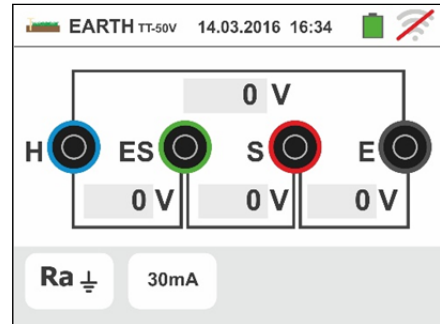 EARTH TT-50V 14.03.2016 16:34
0 V
H ES S E
0 V 0 V 0 V
Ra ⏚ 30mA